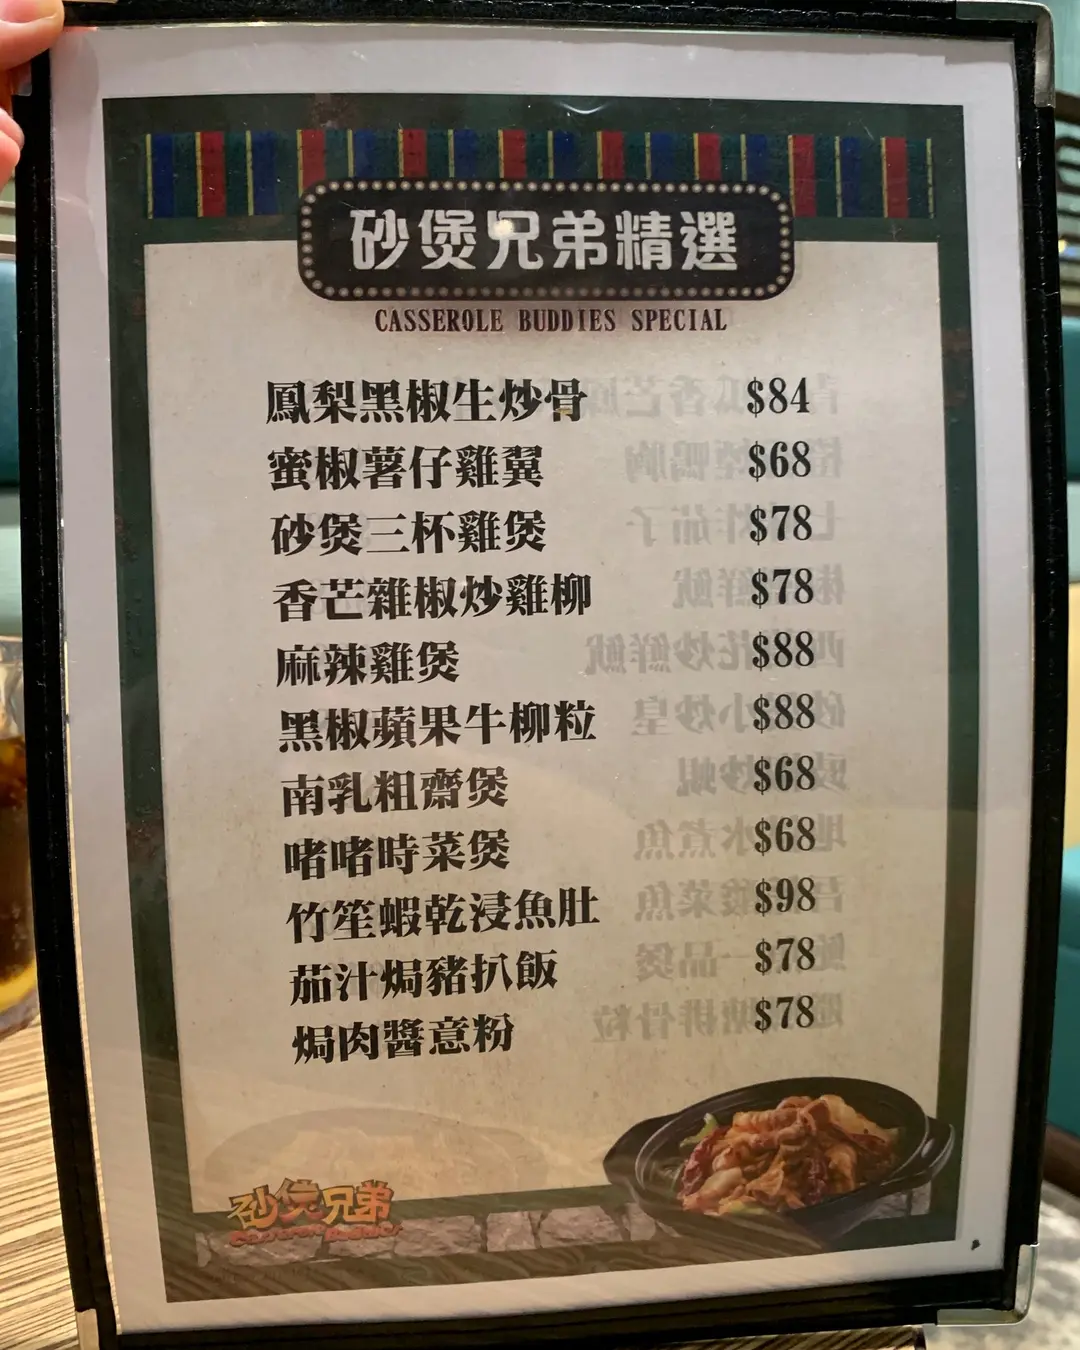 砂煲兄弟精選
CASSEROLE BUDDIES SPECIAL
鳳梨黑椒生炒骨 $84
蜜椒薯仔雞翼 $68
砂煲三杯雞煲 $78
香芒雜椒炒雞柳 $78
麻辣雞煲 $88
黑椒蘋果牛柳粒 $88
南乳粗齋煲 $68
啫啫時菜煲 $68
竹笙蝦乾浸魚肚 $98
茄汁焗豬扒飯 $78
焗肉醬意粉 $78
砂煲兄弟